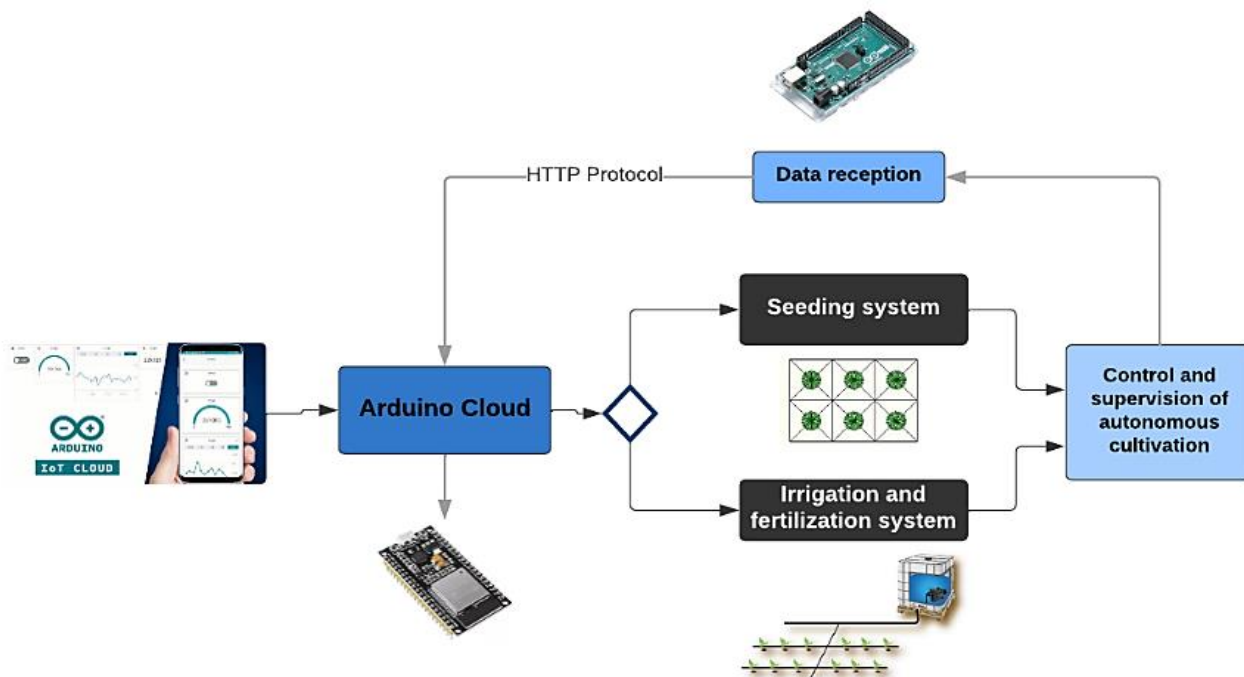 HTTP Protocol
Data reception
Seeding system
ARDUINO
IoT CLOUD
Arduino Cloud
Control and
supervision of
autonomous
cultivation
Irrigation and
fertilization system